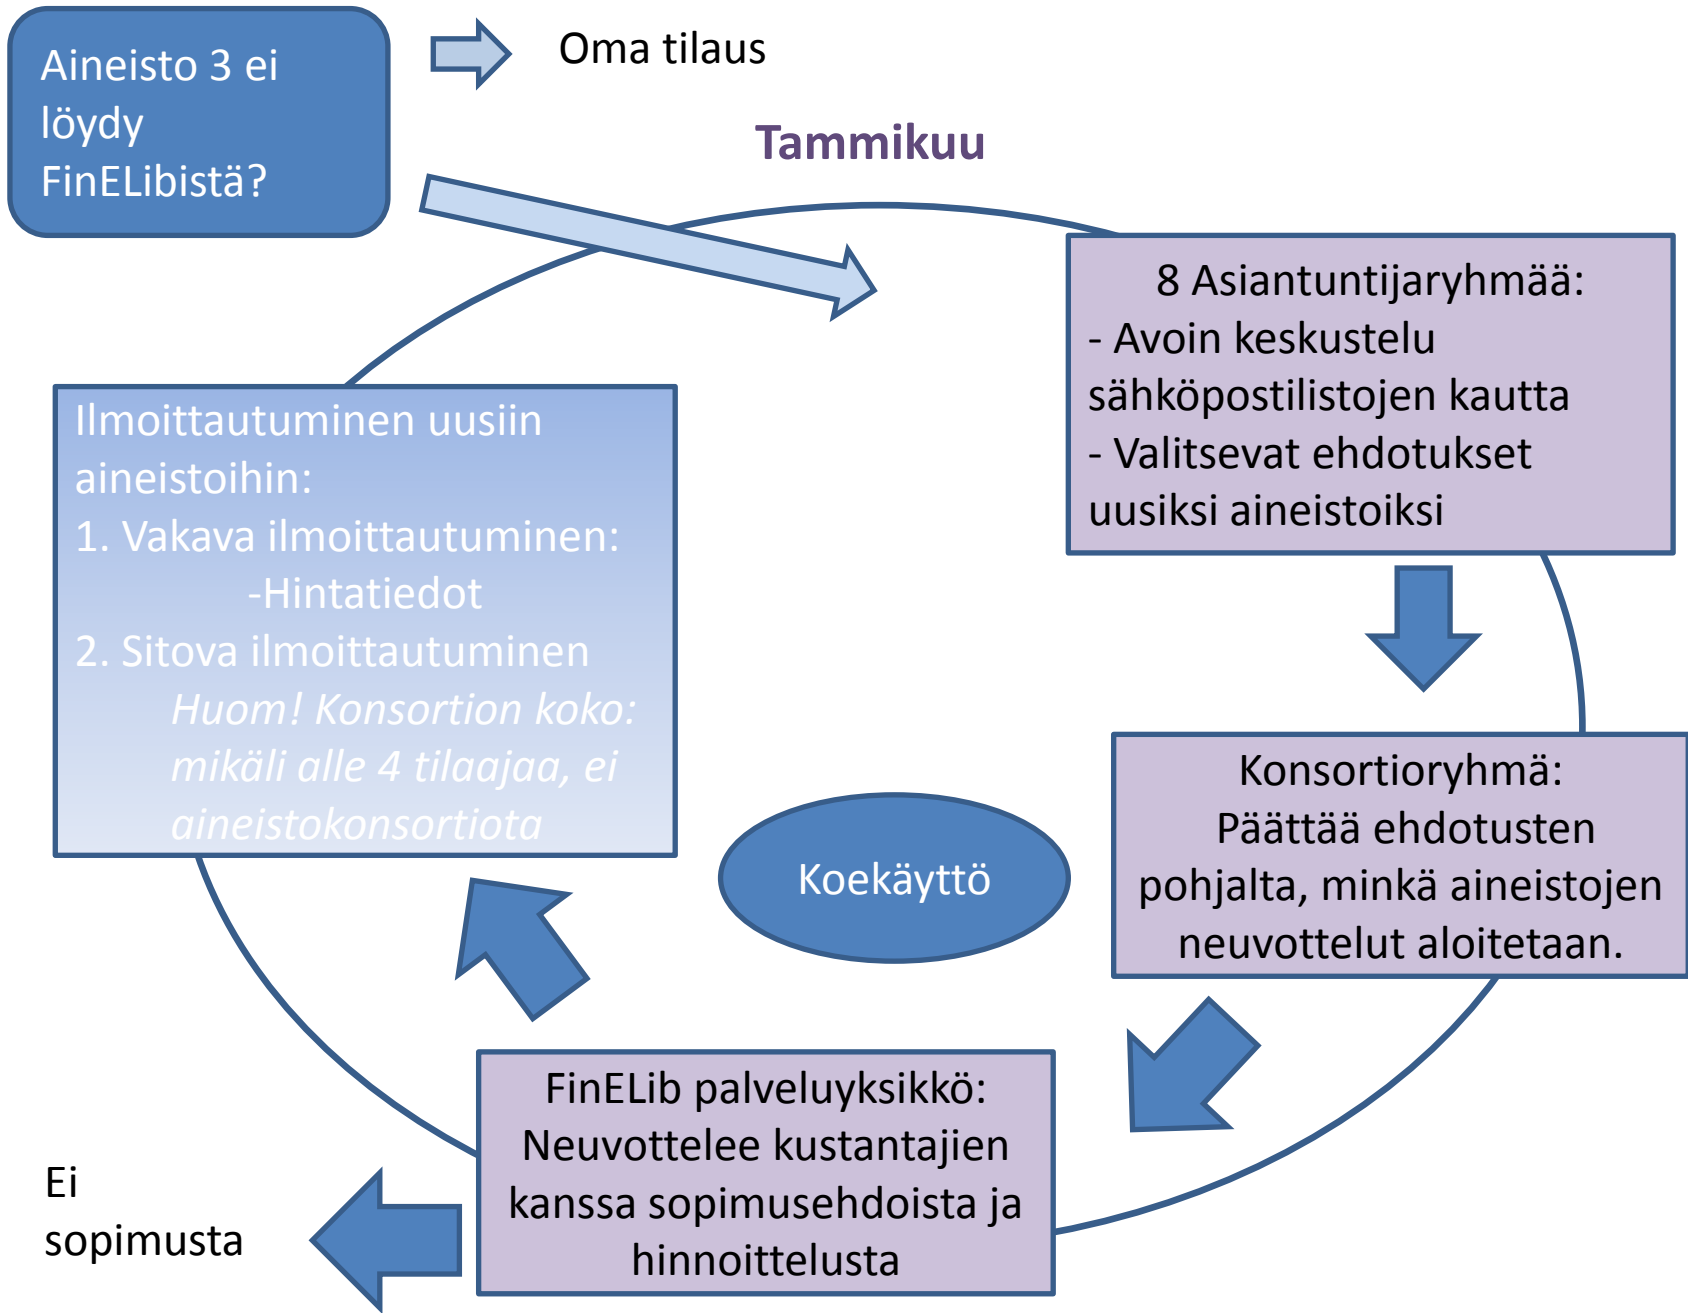 Aineisto 3 ei
löydy
FinELibistä?
Oma tilaus
Tammikuu
8 Asiantuntijaryhmää:
- Avoin keskustelu
sähköpostilistojen kautta
- Valitsevat ehdotukset
uusiksi aineistoiksi
Konsortioryhmä:
Päättää ehdotusten
pohjalta, minkä aineistojen
neuvottelut aloitetaan.
FinELib palveluyksikkö:
Neuvottelee kustantajien
kanssa sopimusehdoista ja
hinnoittelusta
Ei
sopimusta
Ilmoittautuminen uusiin
aineistoihin:
1. Vakava ilmoittautuminen:
-Hintatiedot
2. Sitova ilmoittautuminen
Huom! Konsortion koko:
mikäli alle 4 tilaajaa, ei
aineistokonsortiota
Koekäyttö